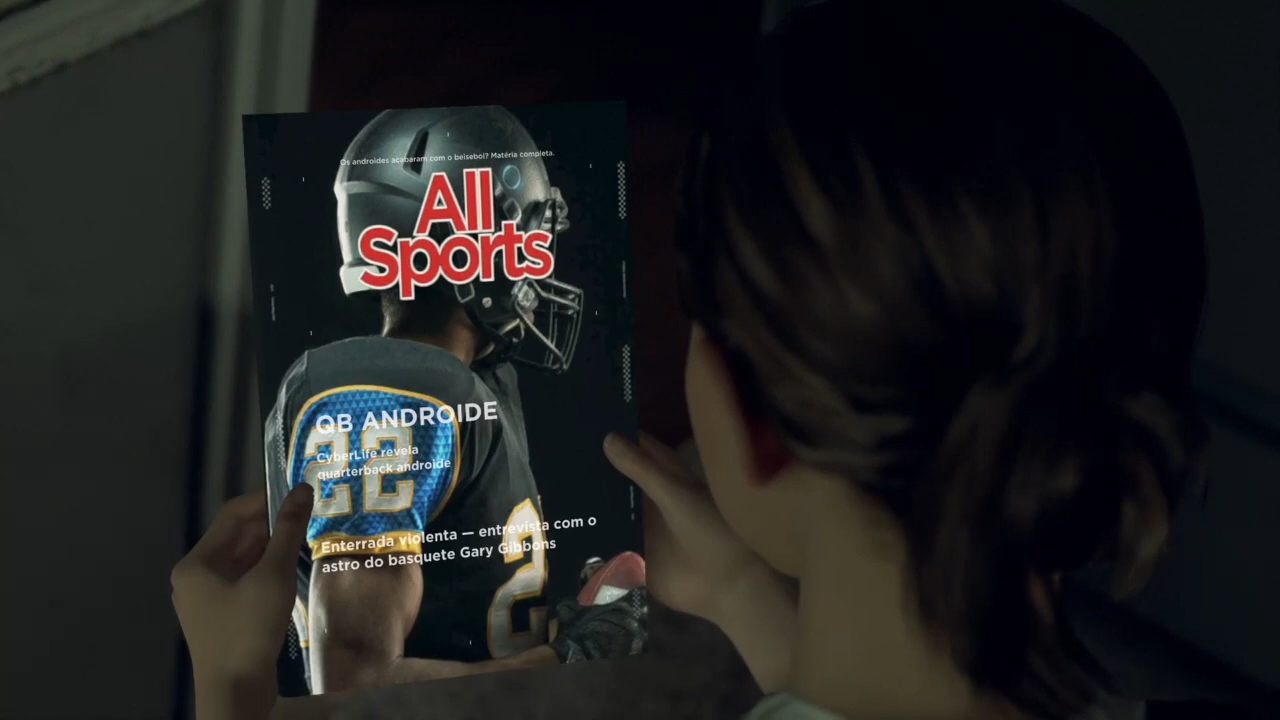 Os androides acabaram com o beisebol? Matéria completa.
All
Sports
QB ANDROIDE
CyberLife revela
quarterback androide
22
Enterrada violenta — entrevista com o
astro do basquete Gary Gibbons
2